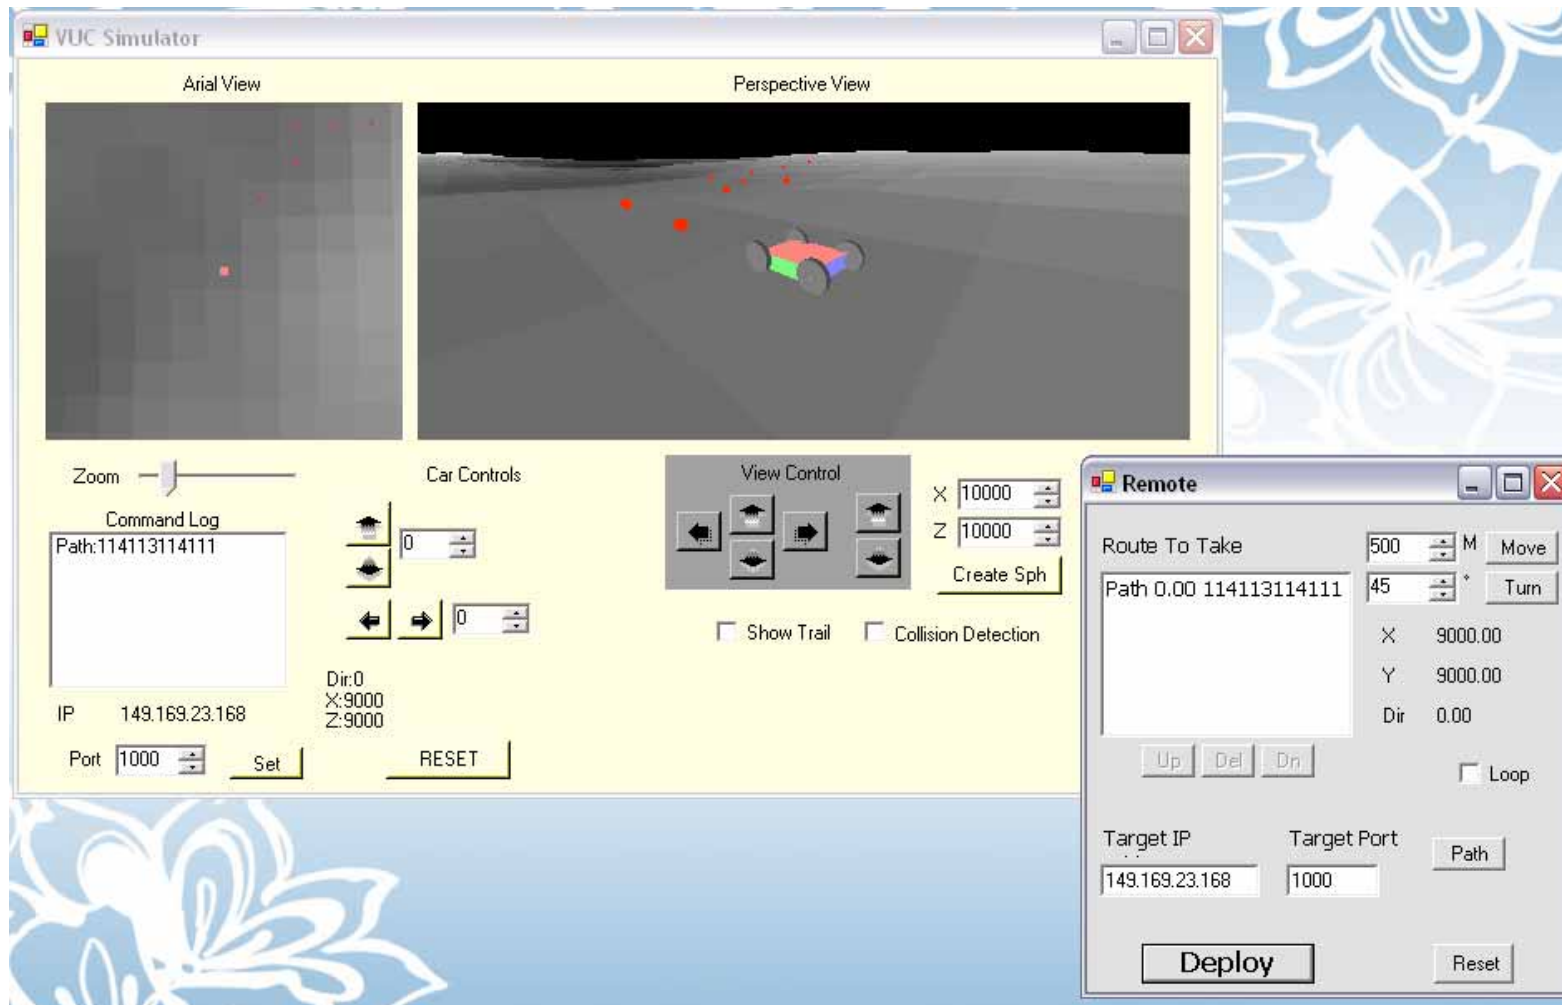 VUC Simulator
Arial View
Perspective View
Zoom
Car Controls
View Control
Command Log
Path:114113114111
0
0
X 10000
Z 10000
Create Sph
Show Trail
Collision Detection
Dir:0
X:9000
Z:9000
IP 149.169.23.168
Port 1000 Set
RESET
Remote
Route To Take
500 M Move
Path 0.00 114113114111
45 ° Turn
X 9000.00
Y 9000.00
Dir 0.00
Up Del Dn
Loop
Target IP
Target Port
Path
149.169.23.168
1000
Deploy
Reset